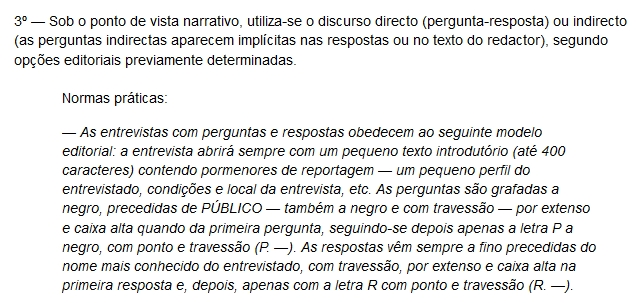 3º — Sob o ponto de vista narrativo, utiliza-se o discurso directo (pergunta-resposta) ou indirecto
(as perguntas indirectas aparecem implícitas nas respostas ou no texto do redactor), segundo
opções editoriais previamente determinadas.
Normas práticas:
— As entrevistas com perguntas e respostas obedecem ao seguinte modelo
editorial: a entrevista abrirá sempre com um pequeno texto introdutório (até 400
caracteres) contendo pormenores de reportagem — um pequeno perfil do
entrevistado, condições e local da entrevista, etc. As perguntas são grafadas a
negro, precedidas de PÚBLICO — também a negro e com travessão — por extenso
e caixa alta quando da primeira pergunta, seguindo-se depois apenas a letra P a
negro, com ponto e travessão (P. —). As respostas vêm sempre a fino precedidas do
nome mais conhecido do entrevistado, com travessão, por extenso e caixa alta na
primeira resposta e, depois, apenas com a letra R com ponto e travessão (R. —).